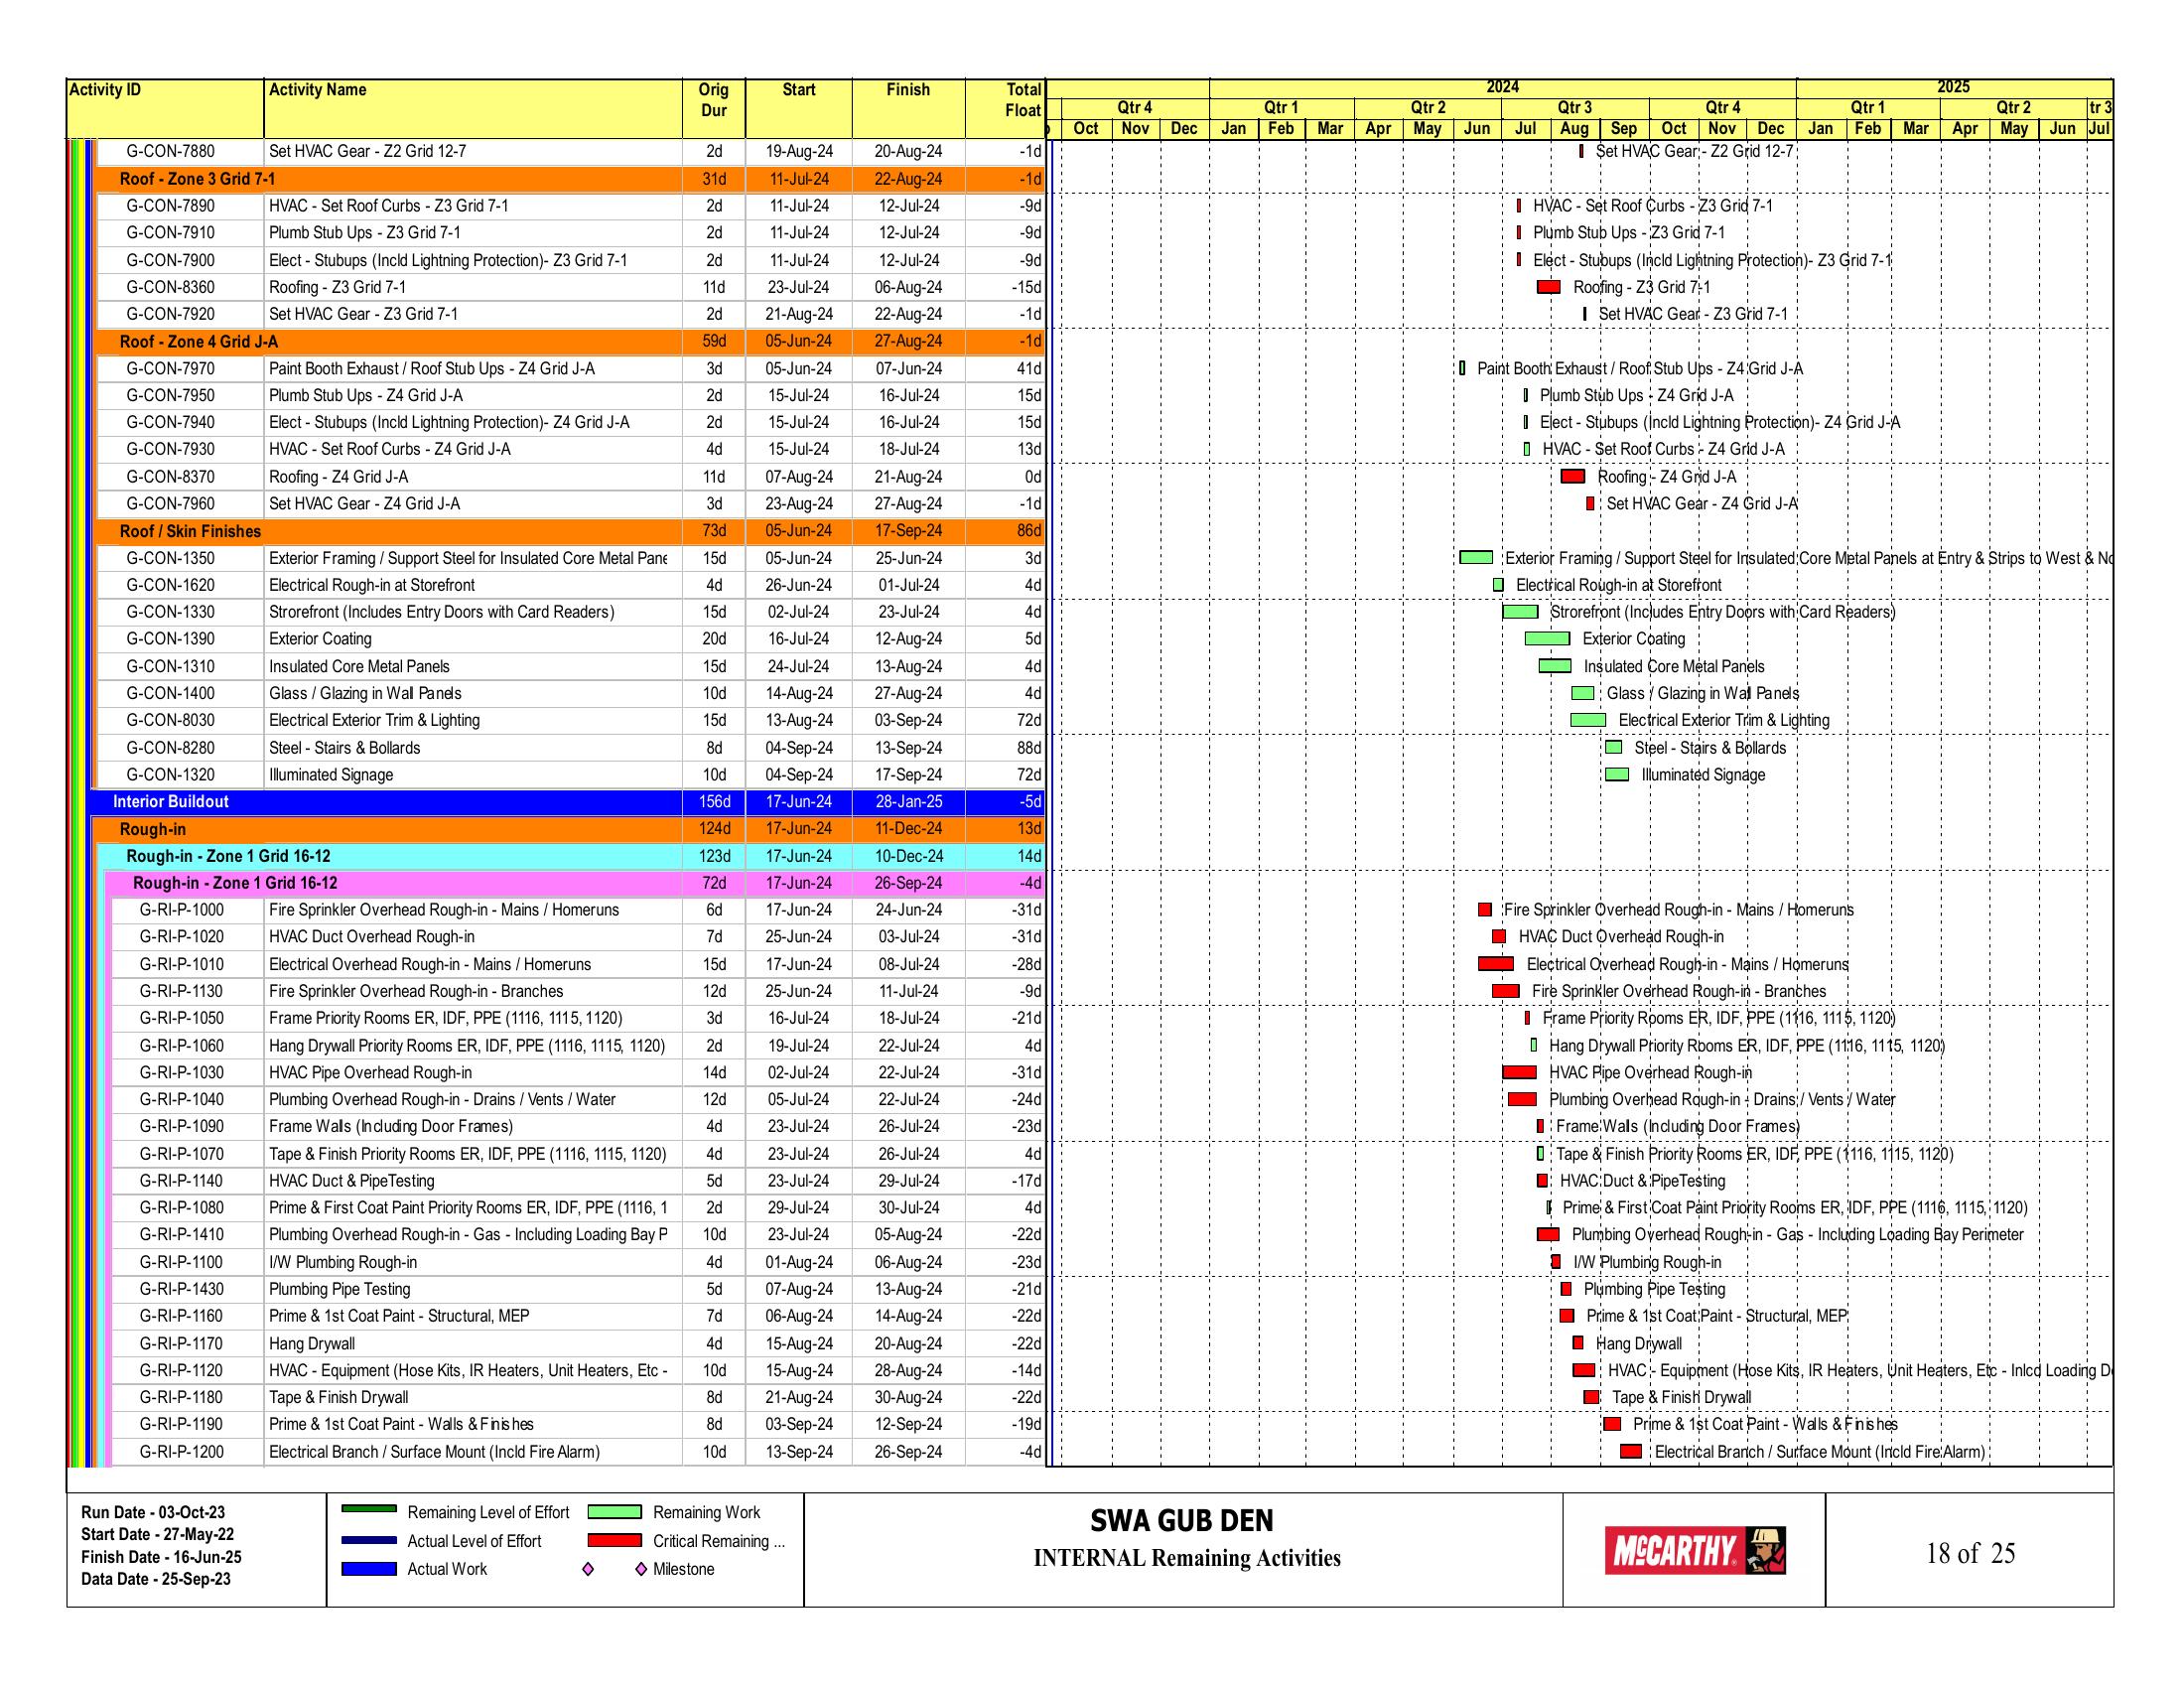 Activity ID Activity Name Orig Dur Start Finish Total Float
2024 2025
Qtr 4 Qtr 1 Qtr 2 Qtr 3 Qtr 4 Qtr 1 Qtr 2 tr 3
Oct Nov Dec Jan Feb Mar Apr May Jun Jul Aug Sep Oct Nov Dec Jan Feb Mar Apr May Jun Jul
G-CON-7880 Set HVAC Gear - Z2 Grid 12-7 2d 19-Aug-24 20-Aug-24 -1d Set HVAC Gear - Z2 Grid 12-7
Roof - Zone 3 Grid 7-1 31d 11-Jul-24 22-Aug-24 -1d
G-CON-7890 HVAC - Set Roof Curbs - Z3 Grid 7-1 2d 11-Jul-24 12-Jul-24 -9d HVAC - Set Roof Curbs - Z3 Grid 7-1
G-CON-7910 Plumb Stub Ups - Z3 Grid 7-1 2d 11-Jul-24 12-Jul-24 -9d Plumb Stub Ups - Z3 Grid 7-1
G-CON-7900 Elect - Stubups (Incld Lightning Protection)- Z3 Grid 7-1 2d 11-Jul-24 12-Jul-24 -9d Elect - Stubups (Incld Lightning Protection)- Z3 Grid 7-1
G-CON-8360 Roofing - Z3 Grid 7-1 11d 23-Jul-24 06-Aug-24 -15d Roofing - Z3 Grid 7-1
G-CON-7920 Set HVAC Gear - Z3 Grid 7-1 2d 21-Aug-24 22-Aug-24 -1d Set HVAC Gear - Z3 Grid 7-1
Roof - Zone 4 Grid J-A 59d 05-Jun-24 27-Aug-24 -1d
G-CON-7970 Paint Booth Exhaust / Roof Stub Ups - Z4 Grid J-A 3d 05-Jun-24 07-Jun-24 41d Paint Booth Exhaust / Roof Stub Ups - Z4 Grid J-A
G-CON-7950 Plumb Stub Ups - Z4 Grid J-A 2d 15-Jul-24 16-Jul-24 15d Plumb Stub Ups - Z4 Grid J-A
G-CON-7940 Elect - Stubups (Incld Lightning Protection)- Z4 Grid J-A 2d 15-Jul-24 16-Jul-24 15d Elect - Stubups (Incld Lightning Protection)- Z4 Grid J-A
G-CON-7930 HVAC - Set Roof Curbs - Z4 Grid J-A 4d 15-Jul-24 18-Jul-24 13d HVAC - Set Roof Curbs - Z4 Grid J-A
G-CON-8370 Roofing - Z4 Grid J-A 11d 07-Aug-24 21-Aug-24 0d Roofing - Z4 Grid J-A
G-CON-7960 Set HVAC Gear - Z4 Grid J-A 3d 23-Aug-24 27-Aug-24 -1d Set HVAC Gear - Z4 Grid J-A
Roof / Skin Finishes 73d 05-Jun-24 17-Sep-24 86d
G-CON-1350 Exterior Framing / Support Steel for Insulated Core Metal Pane 15d 05-Jun-24 25-Jun-24 3d Exterior Framing / Support Steel for Insulated Core Metal Panels at Entry & Strips to West & No
G-CON-1620 Electrical Rough-in at Storefront 4d 26-Jun-24 01-Jul-24 4d Electrical Rough-in at Storefront
G-CON-1330 Strorefront (Includes Entry Doors with Card Readers) 15d 02-Jul-24 23-Jul-24 4d Strorefront (Includes Entry Doors with Card Readers)
G-CON-1390 Exterior Coating 20d 16-Jul-24 12-Aug-24 5d Exterior Coating
G-CON-1310 Insulated Core Metal Panels 15d 24-Jul-24 13-Aug-24 4d Insulated Core Metal Panels
G-CON-1400 Glass / Glazing in Wall Panels 10d 14-Aug-24 27-Aug-24 4d Glass / Glazing in Wall Panels
G-CON-8030 Electrical Exterior Trim & Lighting 15d 13-Aug-24 03-Sep-24 72d Electrical Exterior Trim & Lighting
G-CON-8280 Steel - Stairs & Bollards 8d 04-Sep-24 13-Sep-24 88d Steel - Stairs & Bollards
G-CON-1320 Illuminated Signage 10d 04-Sep-24 17-Sep-24 72d Illuminated Signage
Interior Buildout 156d 17-Jun-24 28-Jan-25 -5d
Rough-in 124d 17-Jun-24 11-Dec-24 13d
Rough-in - Zone 1 Grid 16-12 123d 17-Jun-24 10-Dec-24 14d
Rough-in - Zone 1 Grid 16-12 72d 17-Jun-24 26-Sep-24 -4d
G-RI-P-1000 Fire Sprinkler Overhead Rough-in - Mains / Homeruns 6d 17-Jun-24 24-Jun-24 -31d Fire Sprinkler Overhead Rough-in - Mains / Homeruns
G-RI-P-1020 HVAC Duct Overhead Rough-in 7d 25-Jun-24 03-Jul-24 -31d HVAC Duct Overhead Rough-in
G-RI-P-1010 Electrical Overhead Rough-in - Mains / Homeruns 15d 17-Jun-24 08-Jul-24 -28d Electrical Overhead Rough-in - Mains / Homeruns
G-RI-P-1130 Fire Sprinkler Overhead Rough-in - Branches 12d 25-Jun-24 11-Jul-24 -9d Fire Sprinkler Overhead Rough-in - Branches
G-RI-P-1050 Frame Priority Rooms ER, IDF, PPE (1116, 1115, 1120) 3d 16-Jul-24 18-Jul-24 -21d Frame Priority Rooms ER, IDF, PPE (1116, 1115, 1120)
G-RI-P-1060 Hang Drywall Priority Rooms ER, IDF, PPE (1116, 1115, 1120) 2d 19-Jul-24 22-Jul-24 4d Hang Drywall Priority Rooms ER, IDF, PPE (1116, 1115, 1120)
G-RI-P-1030 HVAC Pipe Overhead Rough-in 14d 02-Jul-24 22-Jul-24 -31d HVAC Pipe Overhead Rough-in
G-RI-P-1040 Plumbing Overhead Rough-in - Drains / Vents / Water 12d 05-Jul-24 22-Jul-24 -24d Plumbing Overhead Rough-in - Drains / Vents / Water
G-RI-P-1090 Frame Walls (Including Door Frames) 4d 23-Jul-24 26-Jul-24 -23d Frame Walls (Including Door Frames)
G-RI-P-1070 Tape & Finish Priority Rooms ER, IDF, PPE (1116, 1115, 1120) 4d 23-Jul-24 26-Jul-24 4d Tape & Finish Priority Rooms ER, IDF, PPE (1116, 1115, 1120)
G-RI-P-1140 HVAC Duct & PipeTesting 5d 23-Jul-24 29-Jul-24 -17d HVAC Duct & PipeTesting
G-RI-P-1080 Prime & First Coat Paint Priority Rooms ER, IDF, PPE (1116, 1 2d 29-Jul-24 30-Jul-24 4d Prime & First Coat Paint Priority Rooms ER, IDF, PPE (1116, 1115, 1120)
G-RI-P-1410 Plumbing Overhead Rough-in - Gas - Including Loading Bay P 10d 23-Jul-24 05-Aug-24 -22d Plumbing Overhead Rough-in - Gas - Including Loading Bay Perimeter
G-RI-P-1100 I/W Plumbing Rough-in 4d 01-Aug-24 06-Aug-24 -23d I/W Plumbing Rough-in
G-RI-P-1430 Plumbing Pipe Testing 5d 07-Aug-24 13-Aug-24 -21d Plumbing Pipe Testing
G-RI-P-1160 Prime & 1st Coat Paint - Structural, MEP 7d 06-Aug-24 14-Aug-24 -22d Prime & 1st Coat Paint - Structural, MEP
G-RI-P-1170 Hang Drywall 4d 15-Aug-24 20-Aug-24 -22d Hang Drywall
G-RI-P-1120 HVAC - Equipment (Hose Kits, IR Heaters, Unit Heaters, Etc - 10d 15-Aug-24 28-Aug-24 -14d HVAC - Equipment (Hose Kits, IR Heaters, Unit Heaters, Etc - Inlcd Loading D
G-RI-P-1180 Tape & Finish Drywall 8d 21-Aug-24 30-Aug-24 -22d Tape & Finish Drywall
G-RI-P-1190 Prime & 1st Coat Paint - Walls & Finishes 8d 03-Sep-24 12-Sep-24 -19d Prime & 1st Coat Paint - Walls & Finishes
G-RI-P-1200 Electrical Branch / Surface Mount (Incld Fire Alarm) 10d 13-Sep-24 26-Sep-24 -4d Electrical Branch / Surface Mount (Incld Fire Alarm)
Run Date - 03-Oct-23
Start Date - 27-May-22
Finish Date - 16-Jun-25
Data Date - 25-Sep-23
Remaining Level of Effort Remaining Work
Actual Level of Effort Critical Remaining ...
Actual Work Milestone
SWA GUB DEN
INTERNAL Remaining Activities
McCARTHY
18 of 25